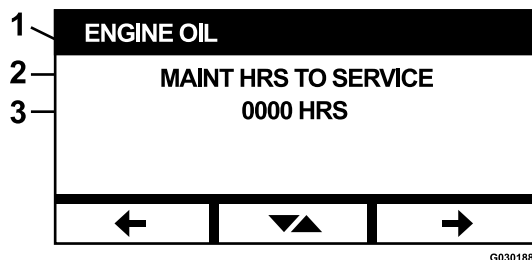 1
ENGINE OIL
2
MAINT HRS TO SERVICE
3
0000 HRS
G030188